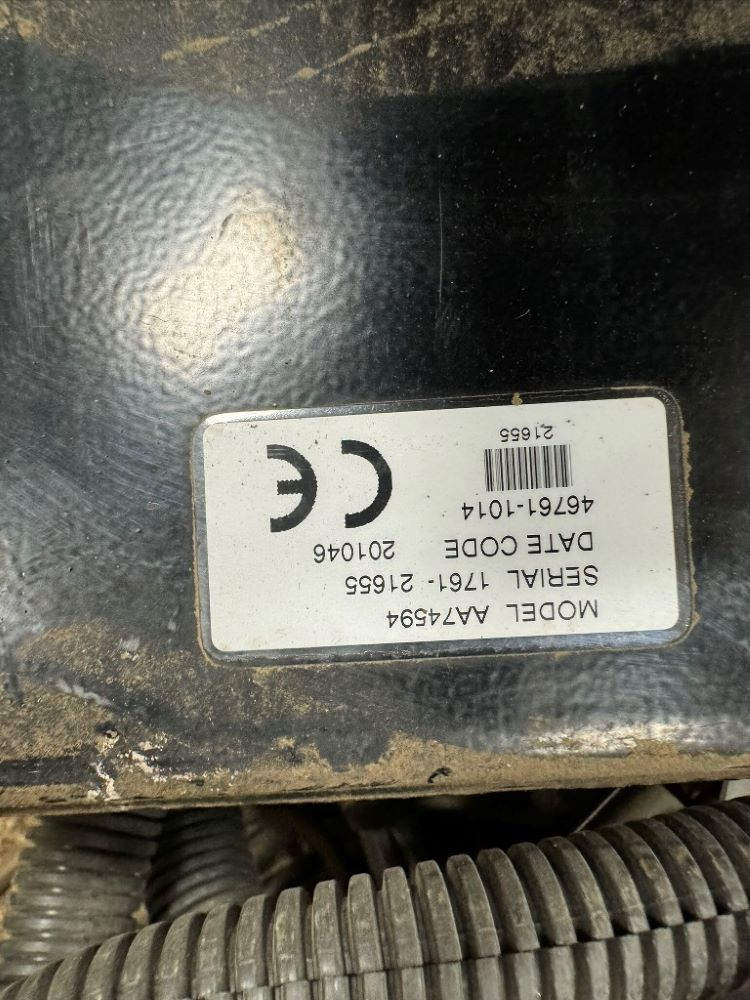 MODEL AA74594
SERIAL 1761- 21655
DATE CODE 201046
46761-1014
21655
CE